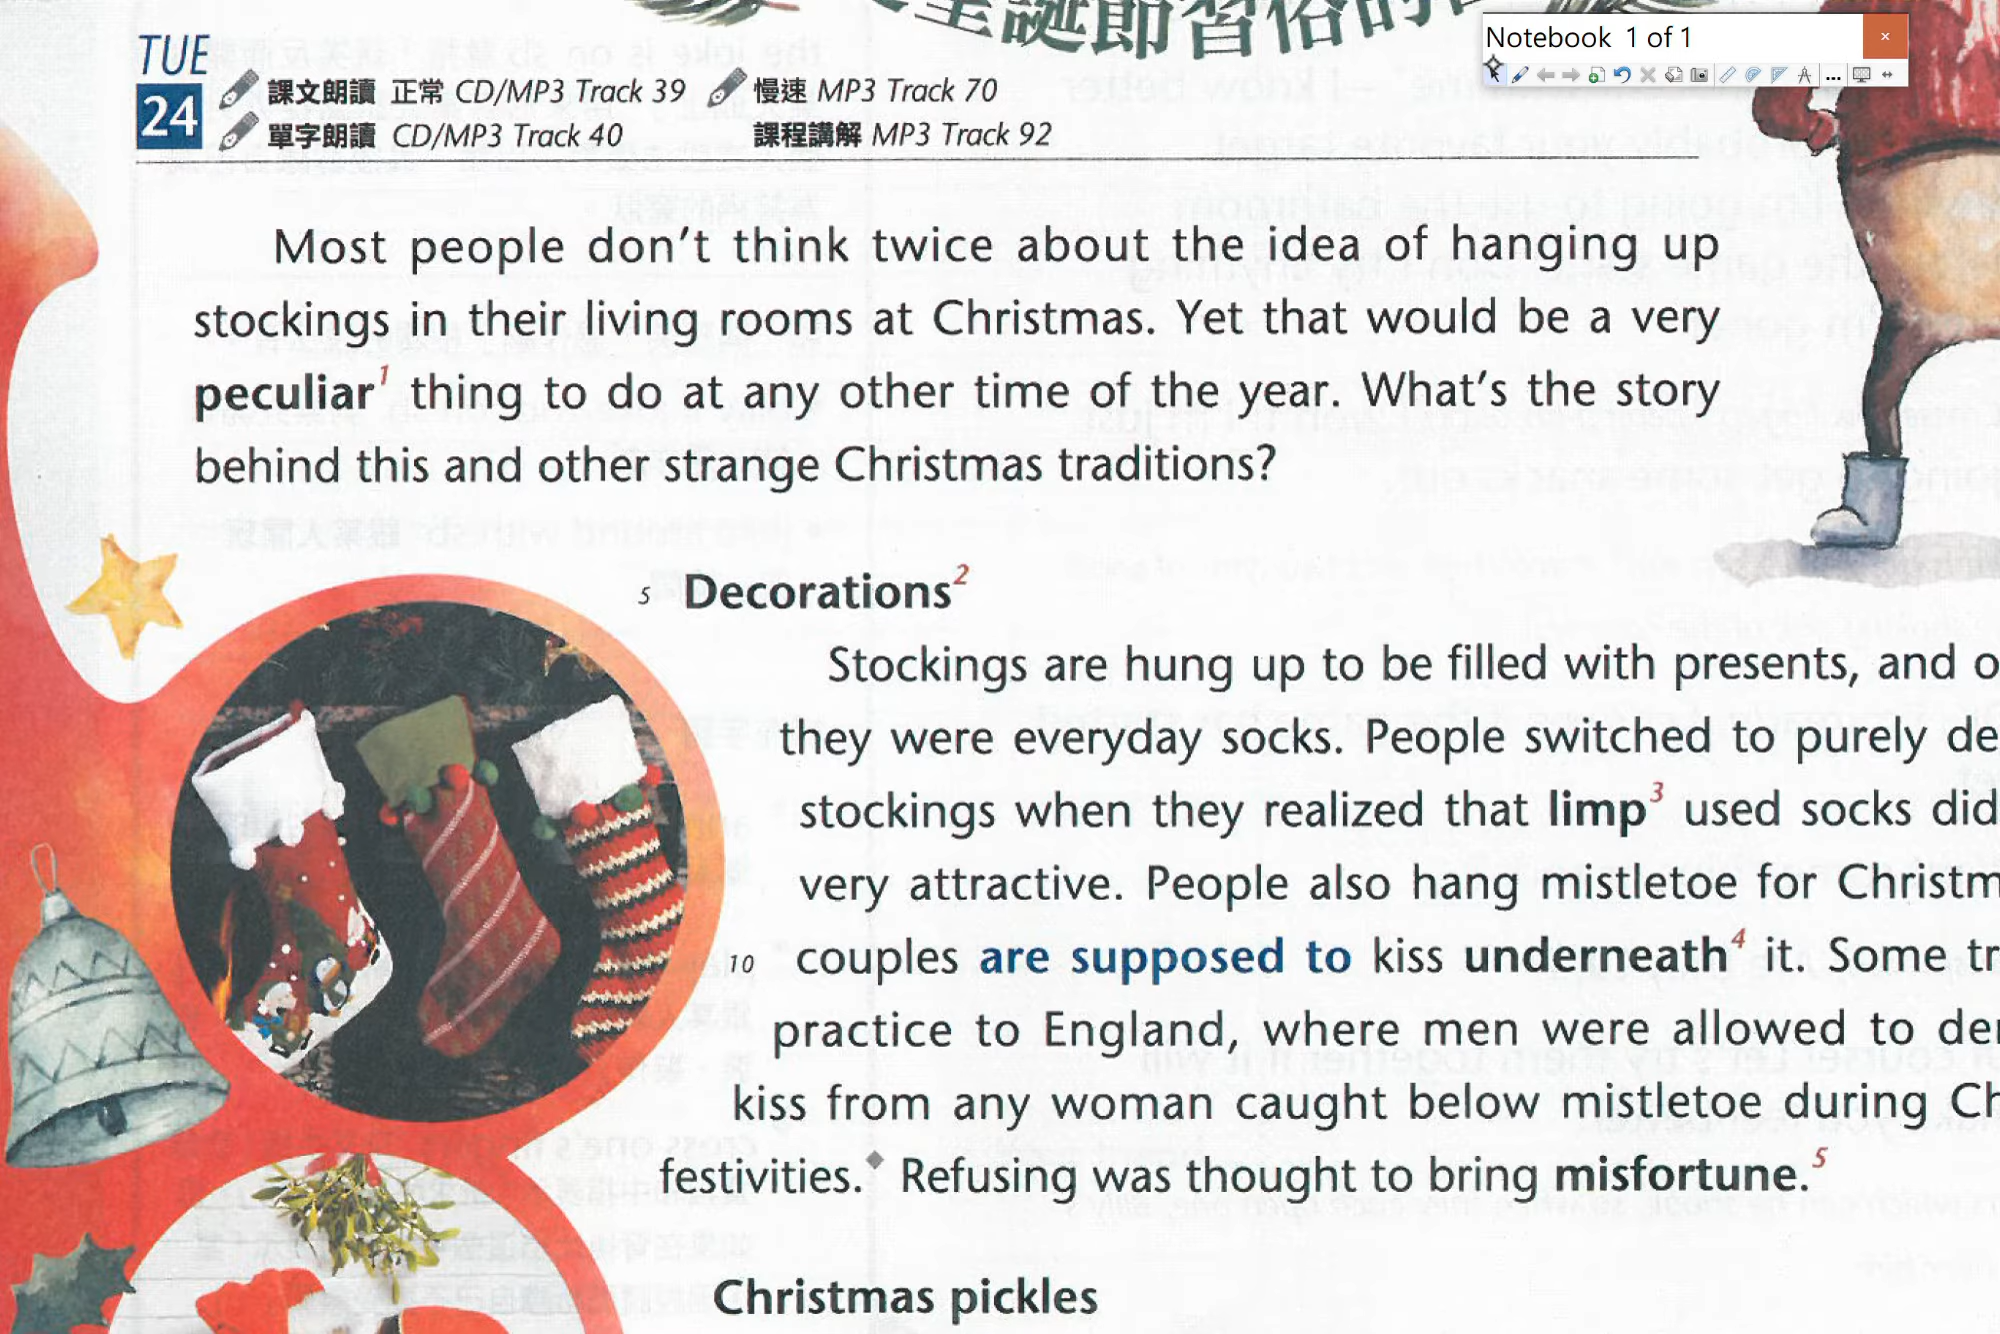 聖誕節習俗的
Notebook 1 of 1
TUE
24
課文朗讀 正常 CD/MP3 Track 39 慢速 MP3 Track 70
單字朗讀 CD/MP3 Track 40 課程講解 MP3 Track 92
Most people don't think twice about the idea of hanging up
stockings in their living rooms at Christmas. Yet that would be a very
peculiar1 thing to do at any other time of the year. What's the story
behind this and other strange Christmas traditions?
5 Decorations2
Stockings are hung up to be filled with presents, and o
they were everyday socks. People switched to purely de
stockings when they realized that limp3 used socks did
very attractive. People also hang mistletoe for Christm
10 couples are supposed to kiss underneath4 it. Some tr
practice to England, where men were allowed to de
kiss from any woman caught below mistletoe during Ch
festivities.◆ Refusing was thought to bring misfortune.5
Christmas pickles